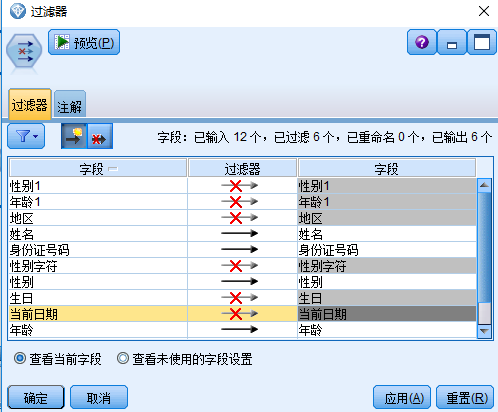 过滤器
预览(P)
过滤器 注解
字段：已输入 12 个，已过滤 6 个，已重命名 0 个，已输出 6 个
字段 过滤器 字段
性别1 性别1
年龄1 年龄1
地区 地区
姓名 姓名
身份证号码 身份证号码
性别字符 性别字符
性别 性别
生日 生日
当前日期 当前日期
年龄 年龄
查看当前字段 查看未使用的字段设置
确定 取消 应用(A) 重置(R)